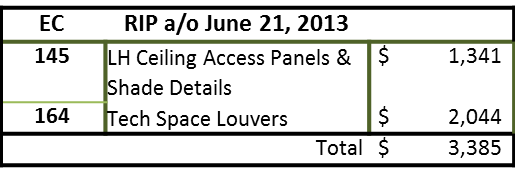 EC RIP a/o June 21, 2013
145 LH Ceiling Access Panels & $ 1,341
Shade Details
164 Tech Space Louvers $ 2,044
Total $ 3,385